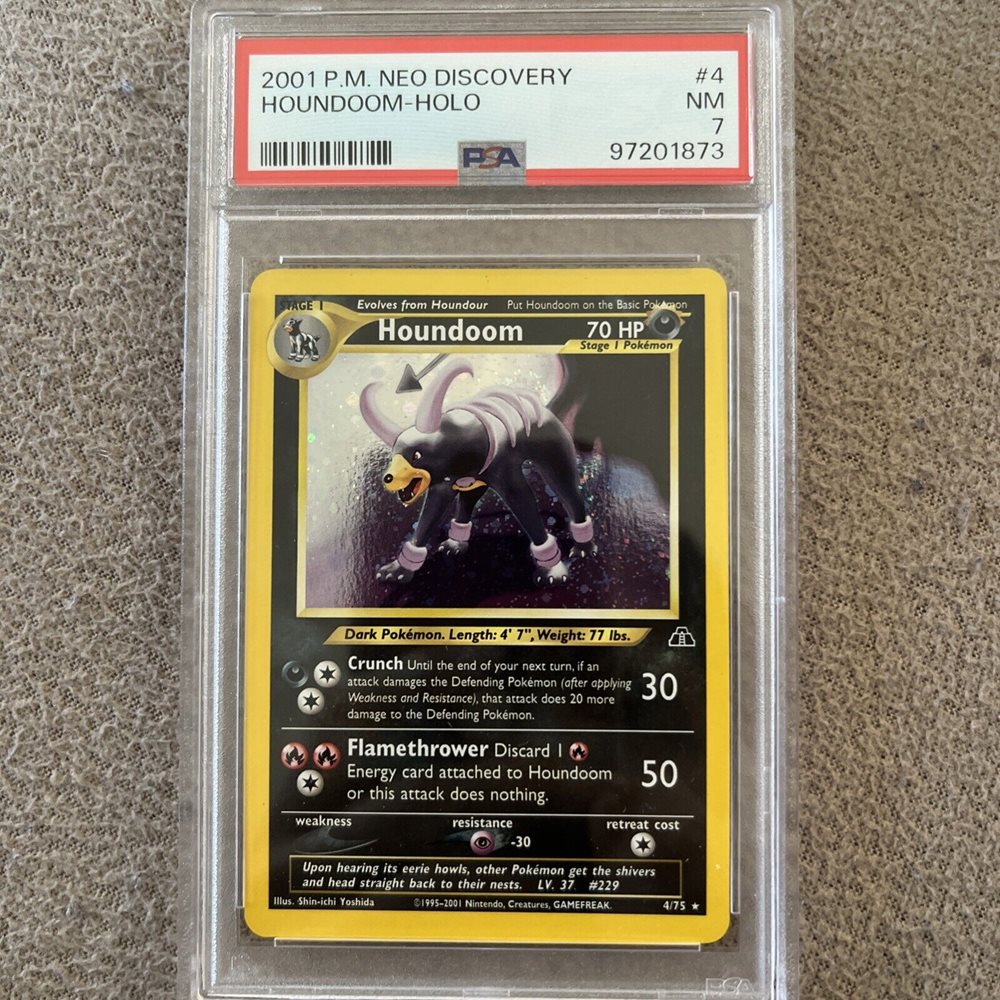 2001 P.M. NEO DISCOVERY #4
HOUNDOOM-HOLO NM
7
PSA 97201873
STAGE 1 Evolves from Houndour Put Houndoom on the Basic Pokémon
Houndoom 70 HP
Stage 1 Pokémon
Dark Pokémon. Length: 4' 7", Weight: 77 lbs.
Crunch Until the end of your next turn, if an
attack damages the Defending Pokémon (after applying
Weakness and Resistance), that attack does 20 more
damage to the Defending Pokémon.
30
Flamethrower Discard 1
Energy card attached to Houndoom
or this attack does nothing.
50
weakness resistance retreat cost
-30
Upon hearing its eerie howls, other Pokémon get the shivers
and head straight back to their nests. LV. 37 #229
Illus. Shin-ichi Yoshida ©1995-2001 Nintendo, Creatures, GAMEFREAK. 4/75 ★
PSA